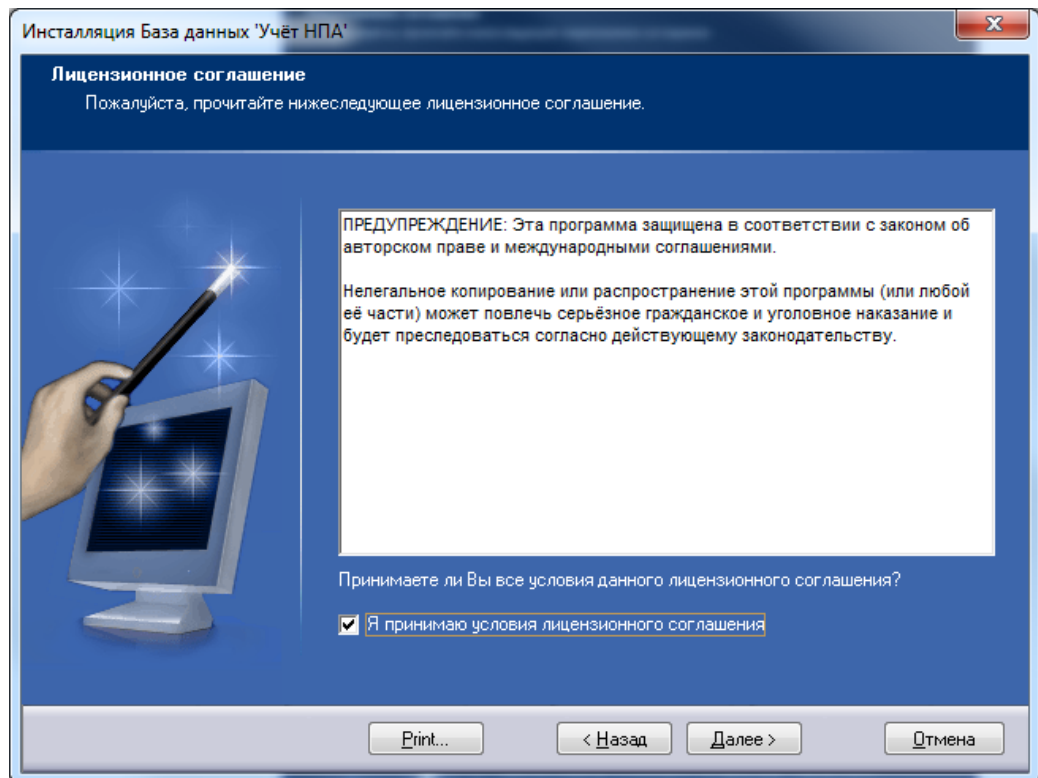 Инсталляция База данных 'Учёт НПА'
Лицензионное соглашение
Пожалуйста, прочитайте нижеследующее лицензионное соглашение.
ПРЕДУПРЕЖДЕНИЕ: Эта программа защищена в соответствии с законом об
авторском праве и международными соглашениями.
Нелегальное копирование или распространение этой программы (или любой
её части) может повлечь серьёзное гражданское и уголовное наказание и
будет преследоваться согласно действующему законодательству.
Принимаете ли Вы все условия данного лицензионного соглашения?
Я принимаю условия лицензионного соглашения
Print... < Назад Далее > Отмена